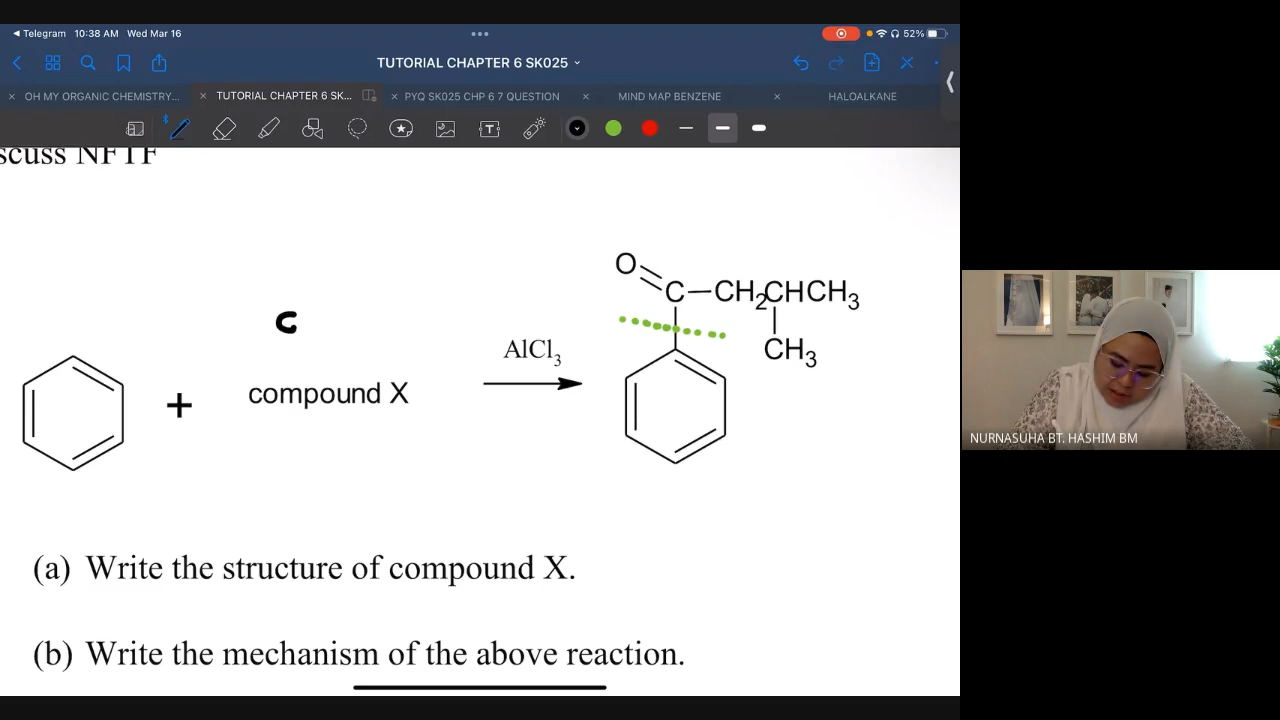 Telegram 10:38 AM Wed Mar 16 52%
TUTORIAL CHAPTER 6 SK025
OH MY ORGANIC CHEMISTRY... TUTORIAL CHAPTER 6 SK... PYQ SK025 CHP 6 7 QUESTION MIND MAP BENZENE HALOALKANE
scuss NFTF
O
C—CH2CHCH3
C
CH3
AlCl3
+ compound X
NURNASUHA BT. HASHIM BM
(a) Write the structure of compound X.
(b) Write the mechanism of the above reaction.